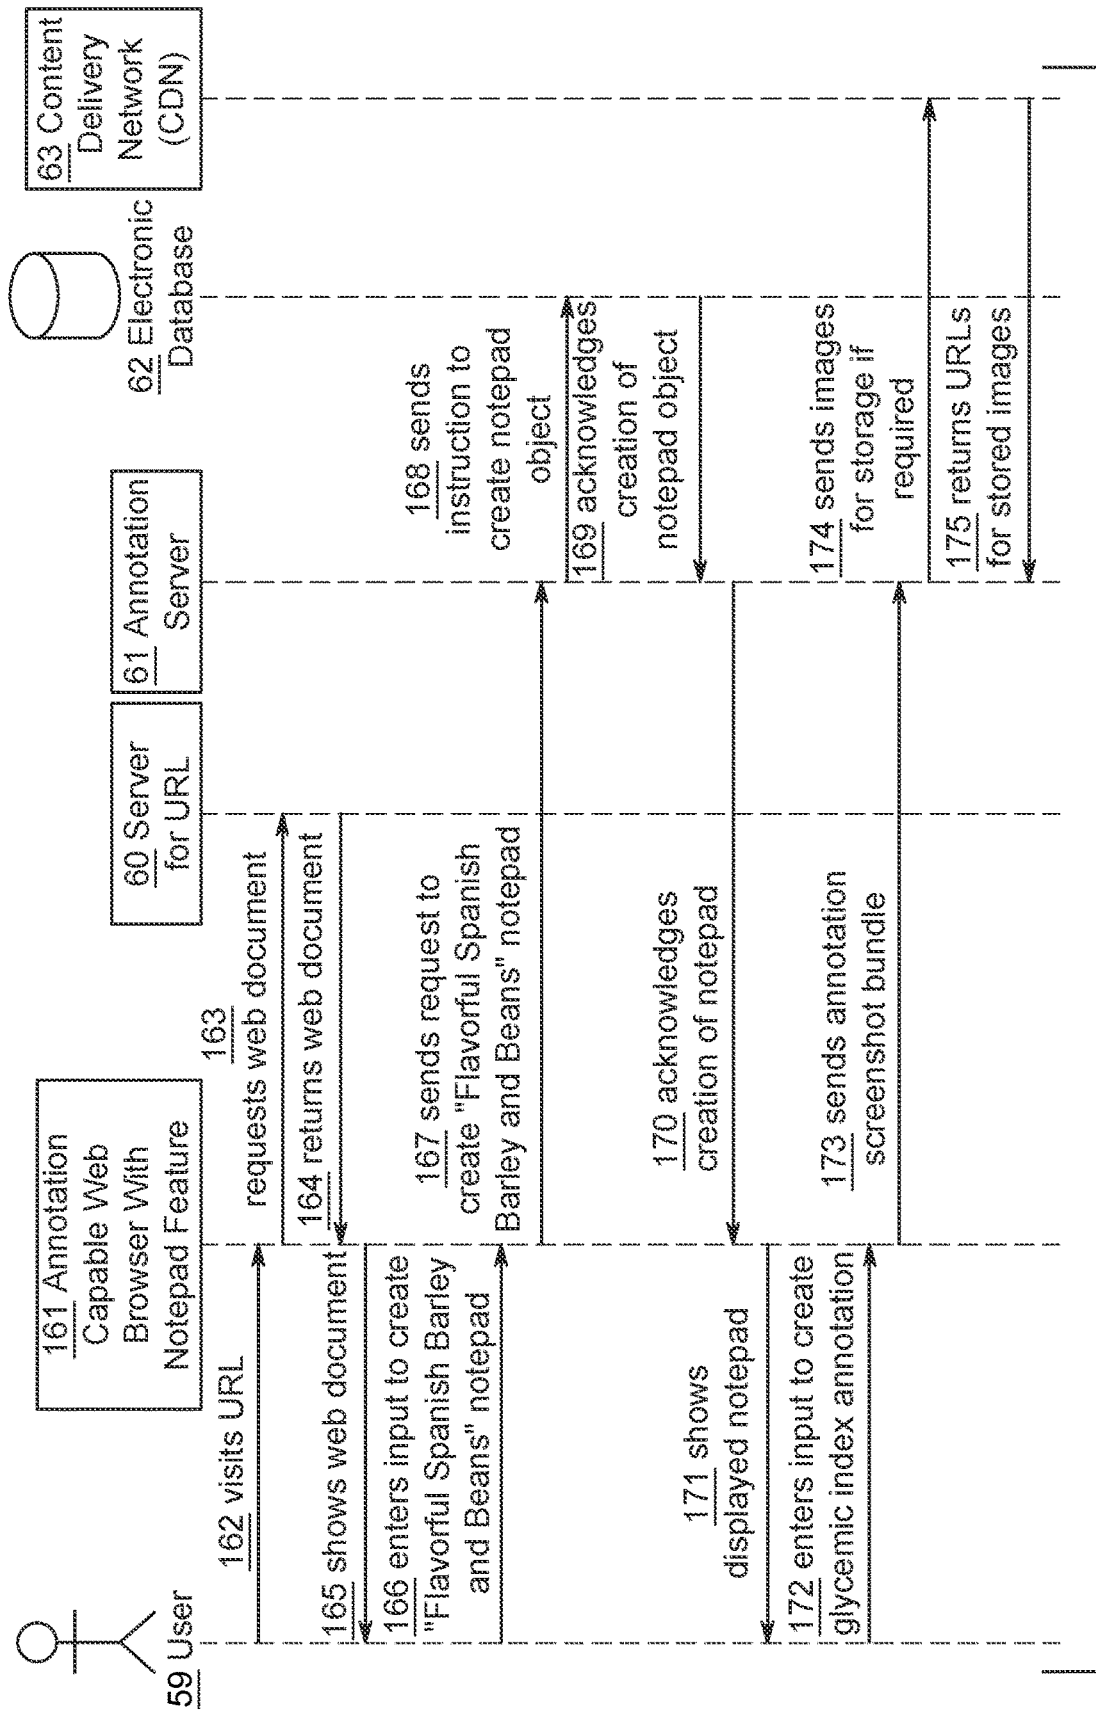 59 User
161 Annotation
Capable Web
Browser With
Notepad Feature
60 Server
for URL
61 Annotation
Server
62 Electronic
Database
63 Content
Delivery
Network
(CDN)
162 visits URL
163
requests web document
164 returns web document
165 shows web document
166 enters input to create
"Flavorful Spanish Barley
and Beans" notepad
167 sends request to
create "Flavorful Spanish
Barley and Beans" notepad
168 sends
instruction to
create notepad
object
169 acknowledges
creation of
notepad object
170 acknowledges
creation of notepad
171 shows
displayed notepad
172 enters input to create
glycemic index annotation
173 sends annotation
screenshot bundle
174 sends images
for storage if
required
175 returns URLs
for stored images